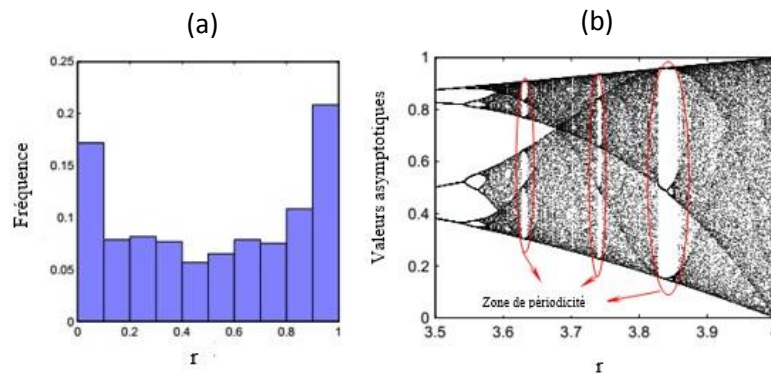 (a)
(b)
Fréquence
0.25
0.2
0.15
0.1
0.05
0
0 0.2 0.4 0.6 0.8 1
r
Valeurs asymptotiques
1
0.8
0.6
0.4
0.2
0
Zone de périodicité
3.5 3.6 3.7 3.8 3.9
r